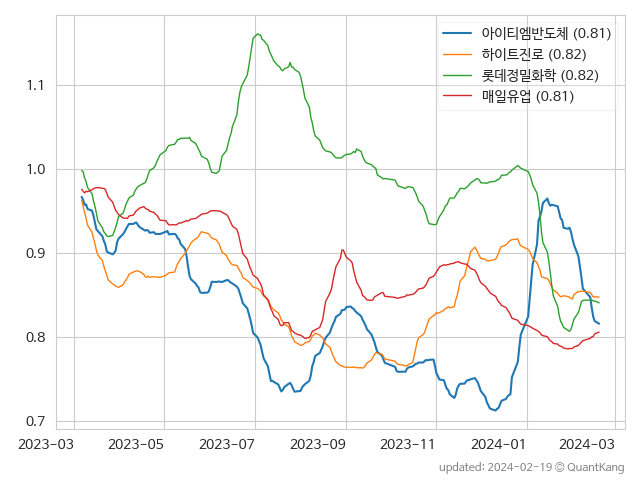 아이티엠반도체 (0.81)
하이트진로 (0.82)
롯데정밀화학 (0.82)
매일유업 (0.81)
1.1
1.0
0.9
0.8
0.7
2023-03 2023-05 2023-07 2023-09 2023-11 2024-01 2024-03
updated: 2024-02-19 © QuantKang